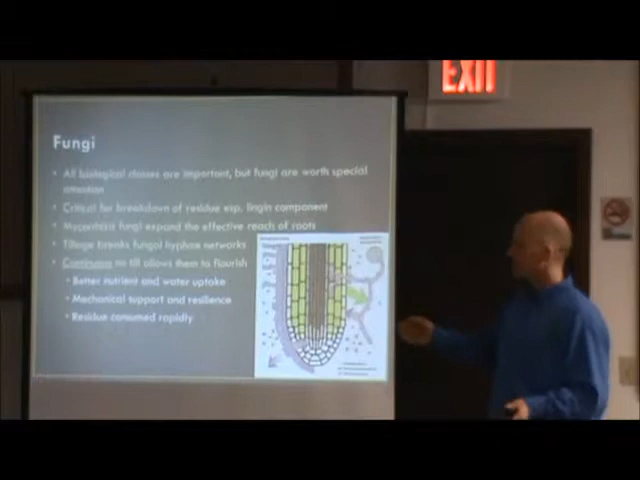 EXIT
Fungi
• All biological classes are important, but fungi are worth special
attention
• Critical for breakdown of residue esp. lingin component
• Mycorrhiza fungi expand the effective reach of roots
• Tillage breaks fungal hyphae networks
• Continuous no till allows them to flourish
• Better nutrient and water uptake
• Mechanical support and resilience
• Residue consumed rapidly